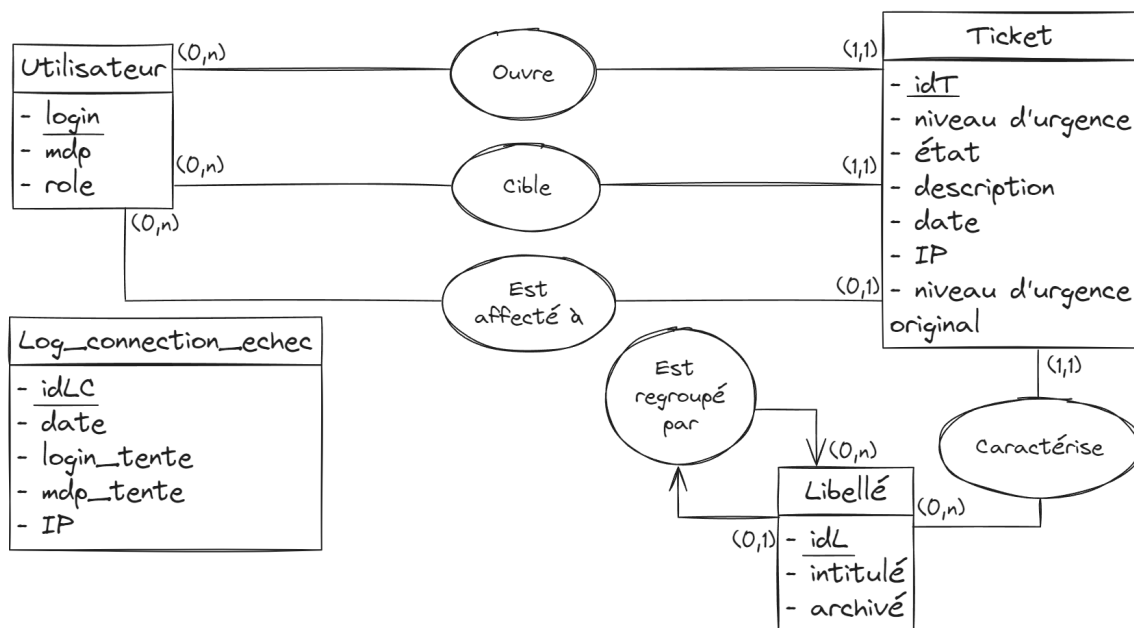 (0,n)
Ouvre
(1,1)
Ticket
Utilisateur
- login
- mdp
- role
- idT
- niveau d'urgence
- état
- description
- date
- IP
- niveau d'urgence
original
(0,n)
Cible
(1,1)
(0,n)
Est
affecté à
(0,1)
Log_connection_echec
- idLC
- date
- login_tente
- mdp_tente
- IP
Est
regroupé
par
(1,1)
Caractérise
(0,n)
Libellé
(0,1)
(0,n)
- idL
- intitulé
- archivé